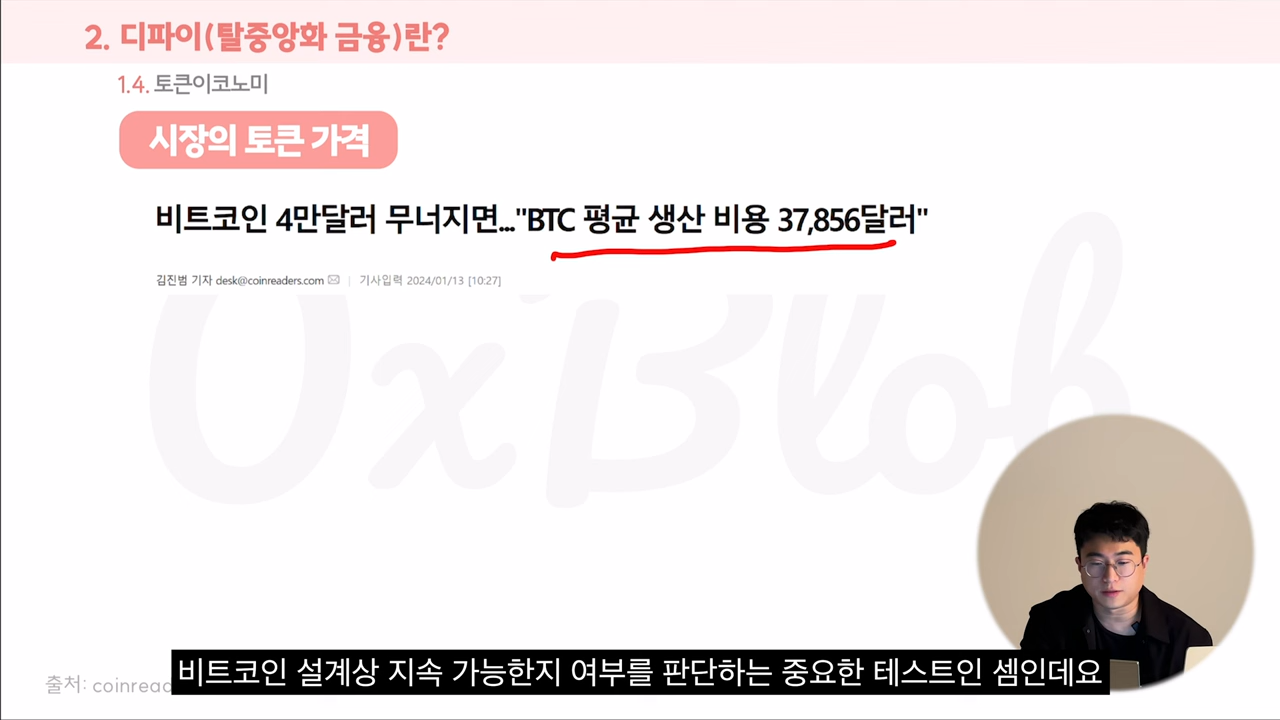 2. 디파이(탈중앙화 금융)란?
1.4. 토큰이코노미
시장의 토큰 가격
비트코인 4만달러 무너지면..."BTC 평균 생산 비용 37,856달러"
김진범 기자 desk@coinreaders.com | 기사입력 2024/01/13 [10:27]
0xBlob
비트코인 설계상 지속 가능한지 여부를 판단하는 중요한 테스트인 셈인데요
출처: coinread